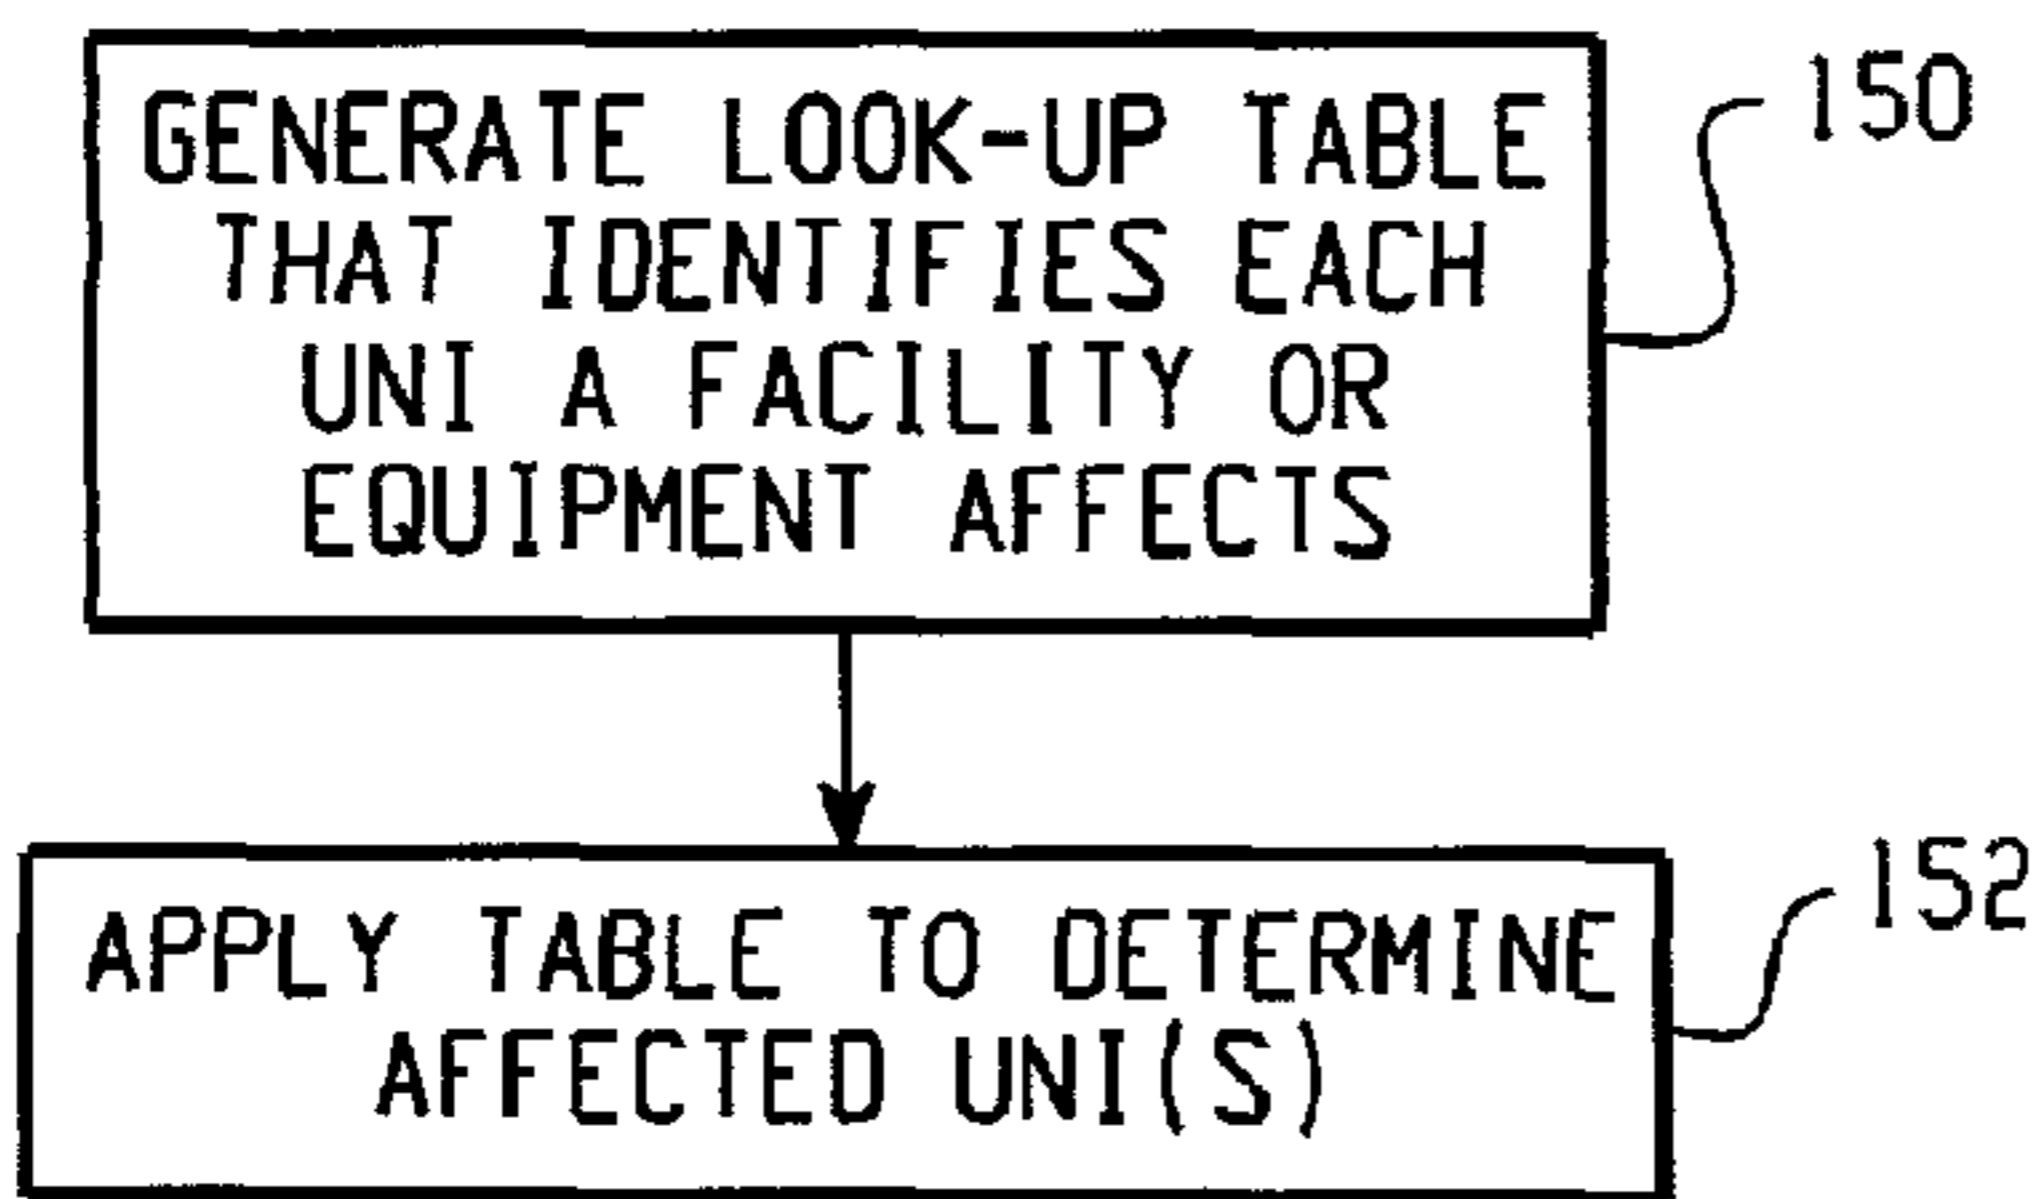 GENERATE LOOK-UP TABLE
THAT IDENTIFIES EACH
UNI A FACILITY OR
EQUIPMENT AFFECTS
150
APPLY TABLE TO DETERMINE
AFFECTED UNI(S)
152